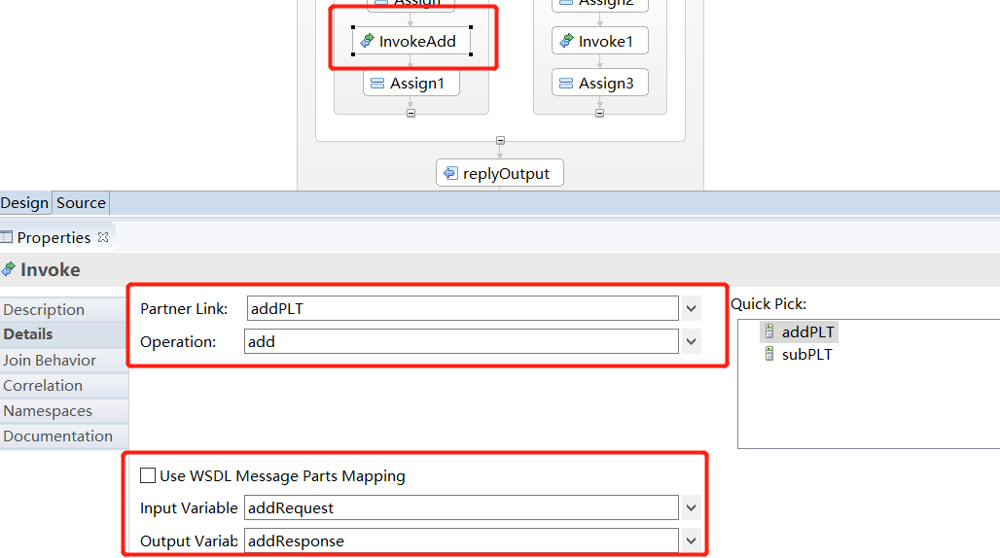 Assign
Assign2
InvokeAdd
Invoke1
Assign1
Assign3
replyOutput
Design Source
Properties
Invoke
Description
Details
Join Behavior
Correlation
Namespaces
Documentation
Partner Link: addPLT
Operation: add
Quick Pick:
addPLT
subPLT
Use WSDL Message Parts Mapping
Input Variable addRequest
Output Variab addResponse